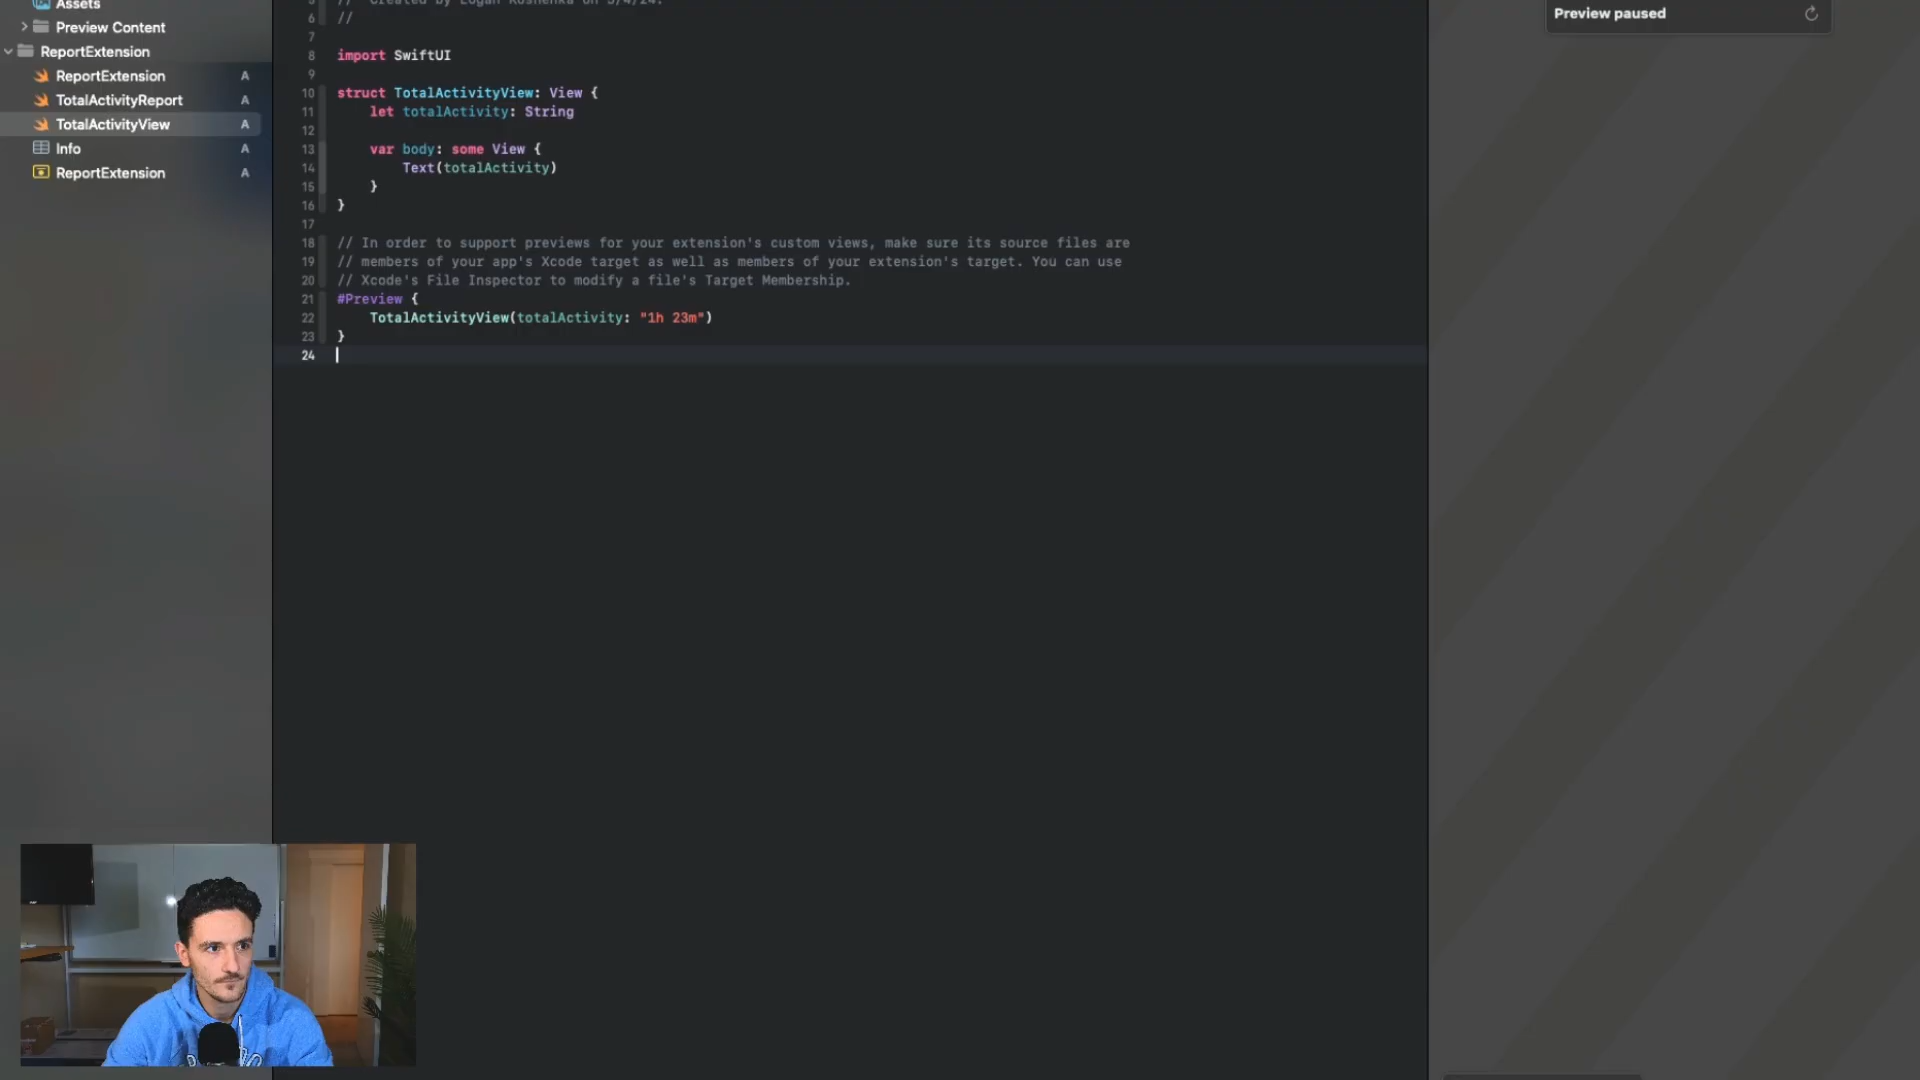 Assets
Preview Content
ReportExtension
ReportExtension A
TotalActivityReport A
TotalActivityView A
Info A
ReportExtension A
6 //
7
8 import SwiftUI
9
10 struct TotalActivityView: View {
11 let totalActivity: String
12
13 var body: some View {
14 Text(totalActivity)
15 }
16 }
17
18 // In order to support previews for your extension's custom views, make sure its source files are
19 // members of your app's Xcode target as well as members of your extension's target. You can use
20 // Xcode's File Inspector to modify a file's Target Membership.
21 #Preview {
22 TotalActivityView(totalActivity: "1h 23m")
23 }
24
Preview paused